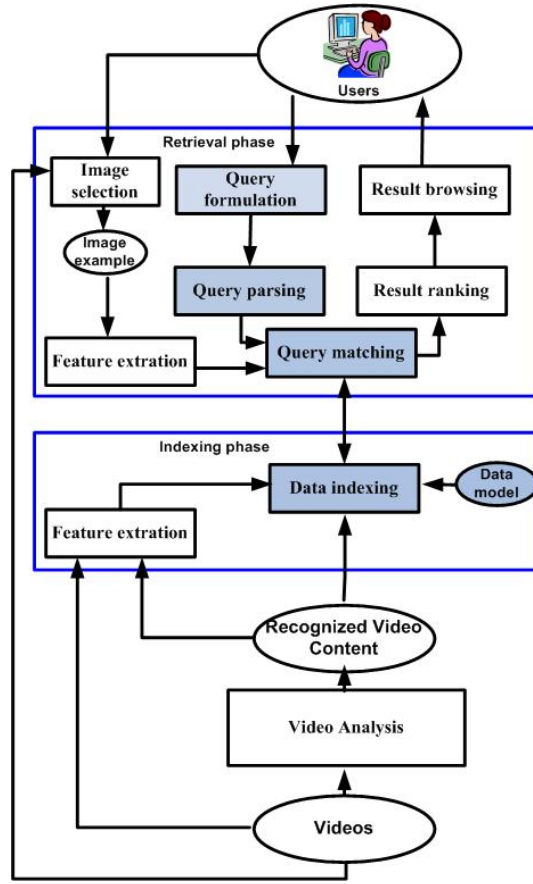 Users
Retrieval phase
Image
selection
Query
formulation
Result browsing
Image
example
Query parsing
Result ranking
Feature extration
Query matching
Indexing phase
Data indexing
Data
model
Feature extration
Recognized Video
Content
Video Analysis
Videos